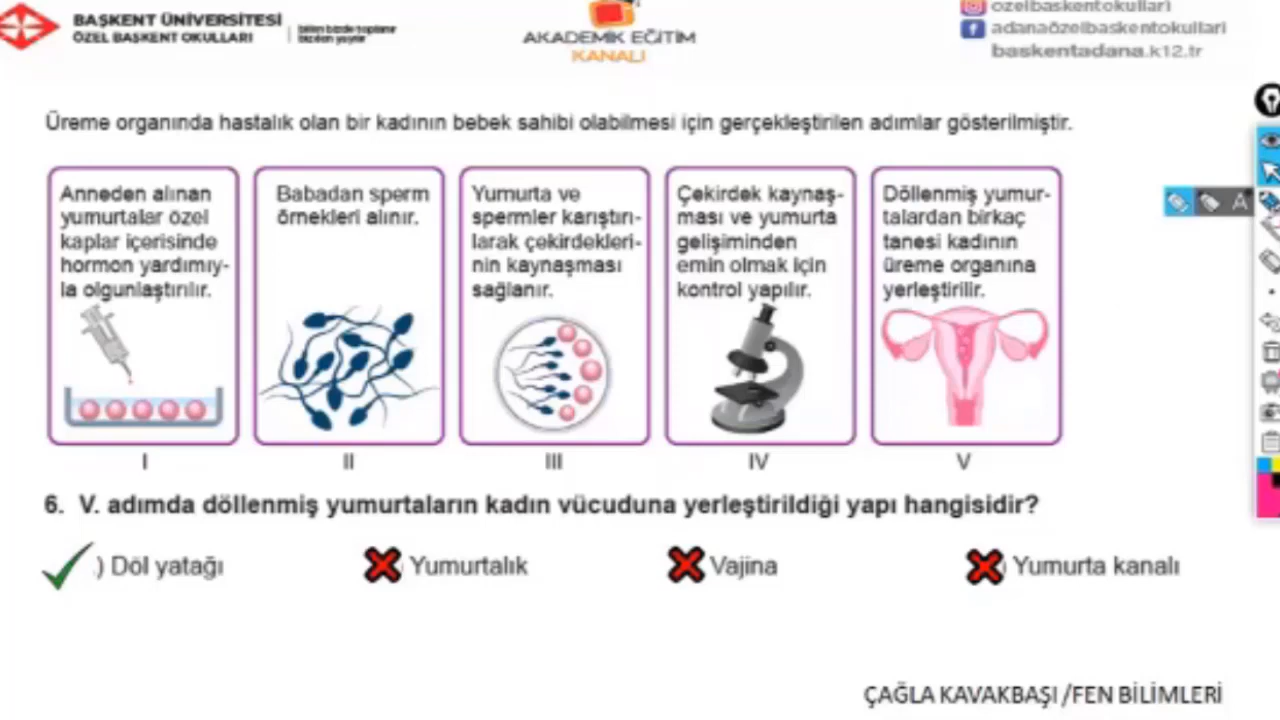 BAŞKENT ÜNİVERSİTESİ
ÖZEL BAŞKENT OKULLARI
AKADEMİK EĞİTİM
KANALI
ozelbaskentokullari
adanaözelbaskentokullari
baskentadana.k12.tr
Üreme organında hastalık olan bir kadının bebek sahibi olabilmesi için gerçekleştirilen adımlar gösterilmiştir.
Anneden alınan
yumurtalar özel
kaplar içerisinde
hormon yardımıy-
la olgunlaştırılır.
I
Babadan sperm
örnekleri alınır.
II
Yumurta ve
spermler karıştırı-
larak çekirdekleri-
nin kaynaşması
sağlanır.
III
Çekirdek kaynaş-
ması ve yumurta
gelişiminden
emin olmak için
kontrol yapılır.
IV
Döllenmiş yumur-
talardan birkaç
tanesi kadının
üreme organına
yerleştirilir.
V
6. V. adımda döllenmiş yumurtaların kadın vücuduna yerleştirildiği yapı hangisidir?
) Döl yatağı
Yumurtalık
Vajina
Yumurta kanalı
ÇAĞLA KAVAKBAŞI /FEN BİLİMLERİ